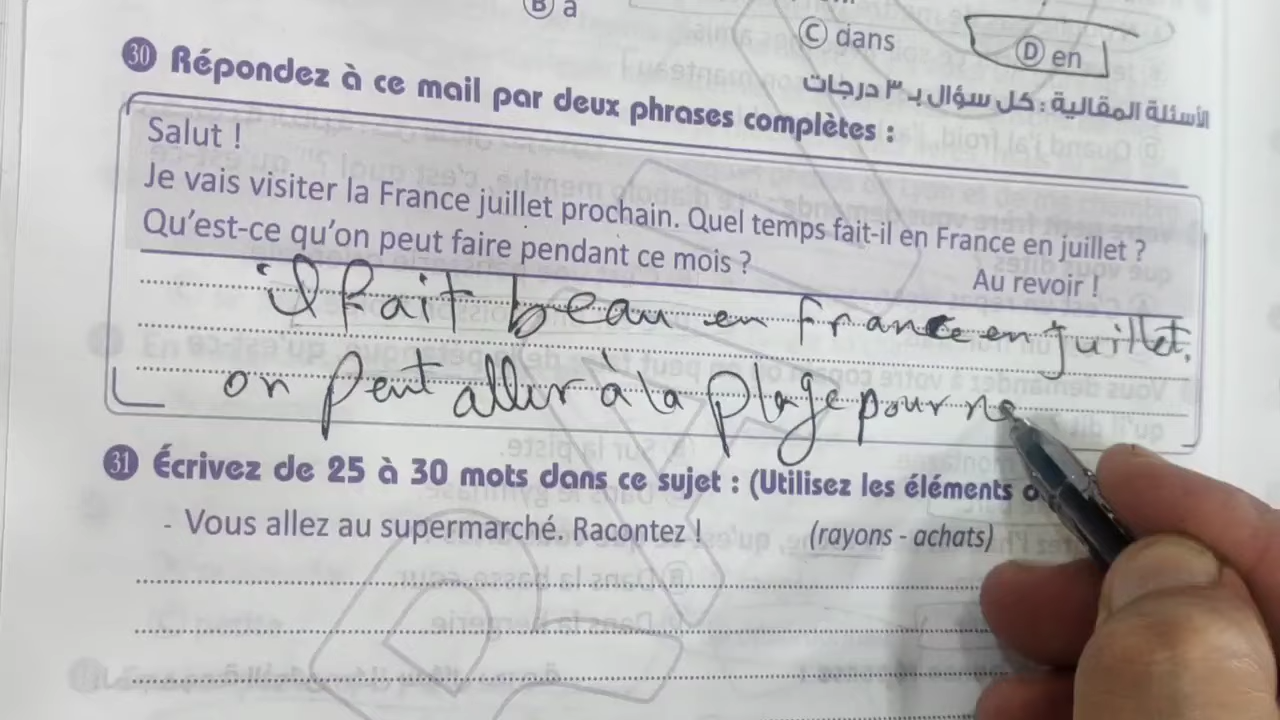 B à
C dans
D en
30 Répondez à ce mail par deux phrases complètes :
الأسئلة المقالية : كل سؤال بـ ٣ درجات
Salut !
Je vais visiter la France juillet prochain. Quel temps fait-il en France en juillet ?
Qu'est-ce qu'on peut faire pendant ce mois ?
Au revoir !
il fait beau en france en juillet.
on peut aller à la plage pour
31 Écrivez de 25 à 30 mots dans ce sujet : (Utilisez les éléments
- Vous allez au supermarché. Racontez ! (rayons - achats)